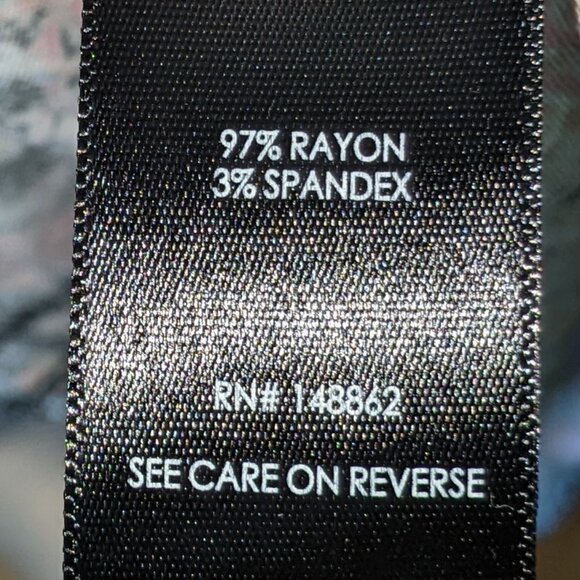 97% RAYON
3% SPANDEX
RN# 148862
SEE CARE ON REVERSE